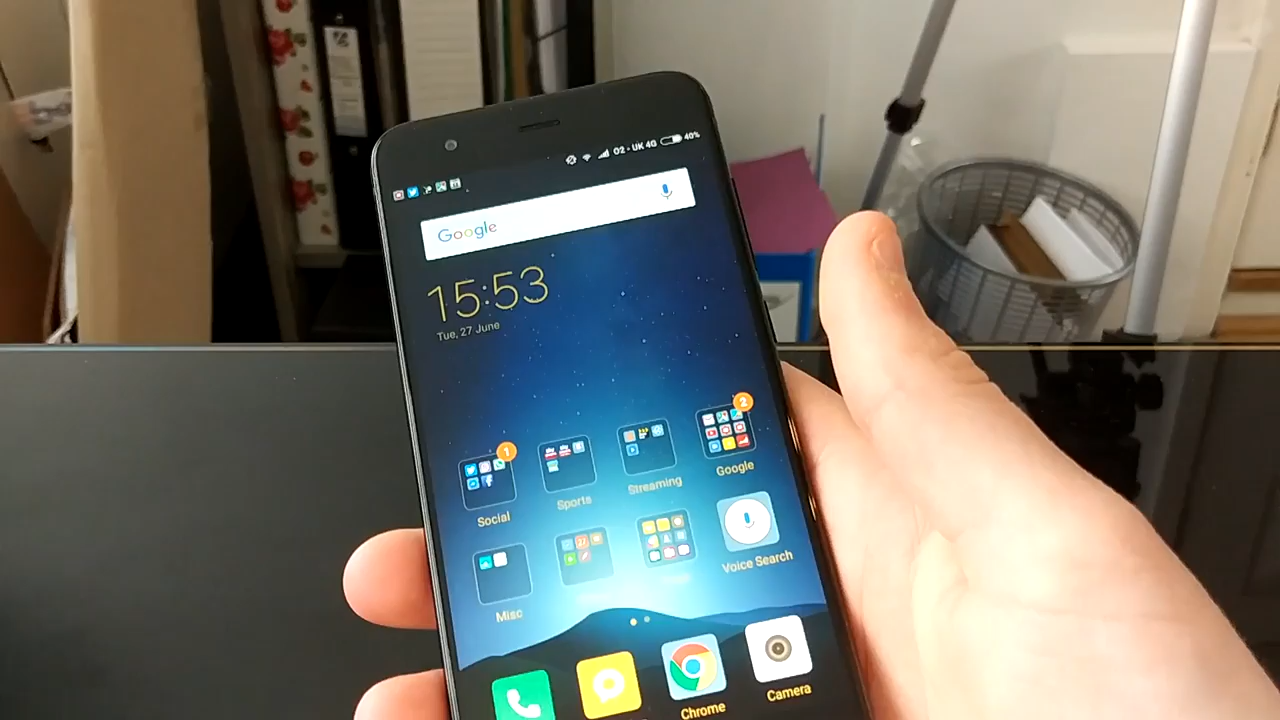 O2 - UK 4G 40%
Google
15:53
Tue, 27 June
1
2
Social
Sports
Streaming
Google
Misc
Voice Search
Chrome
Camera